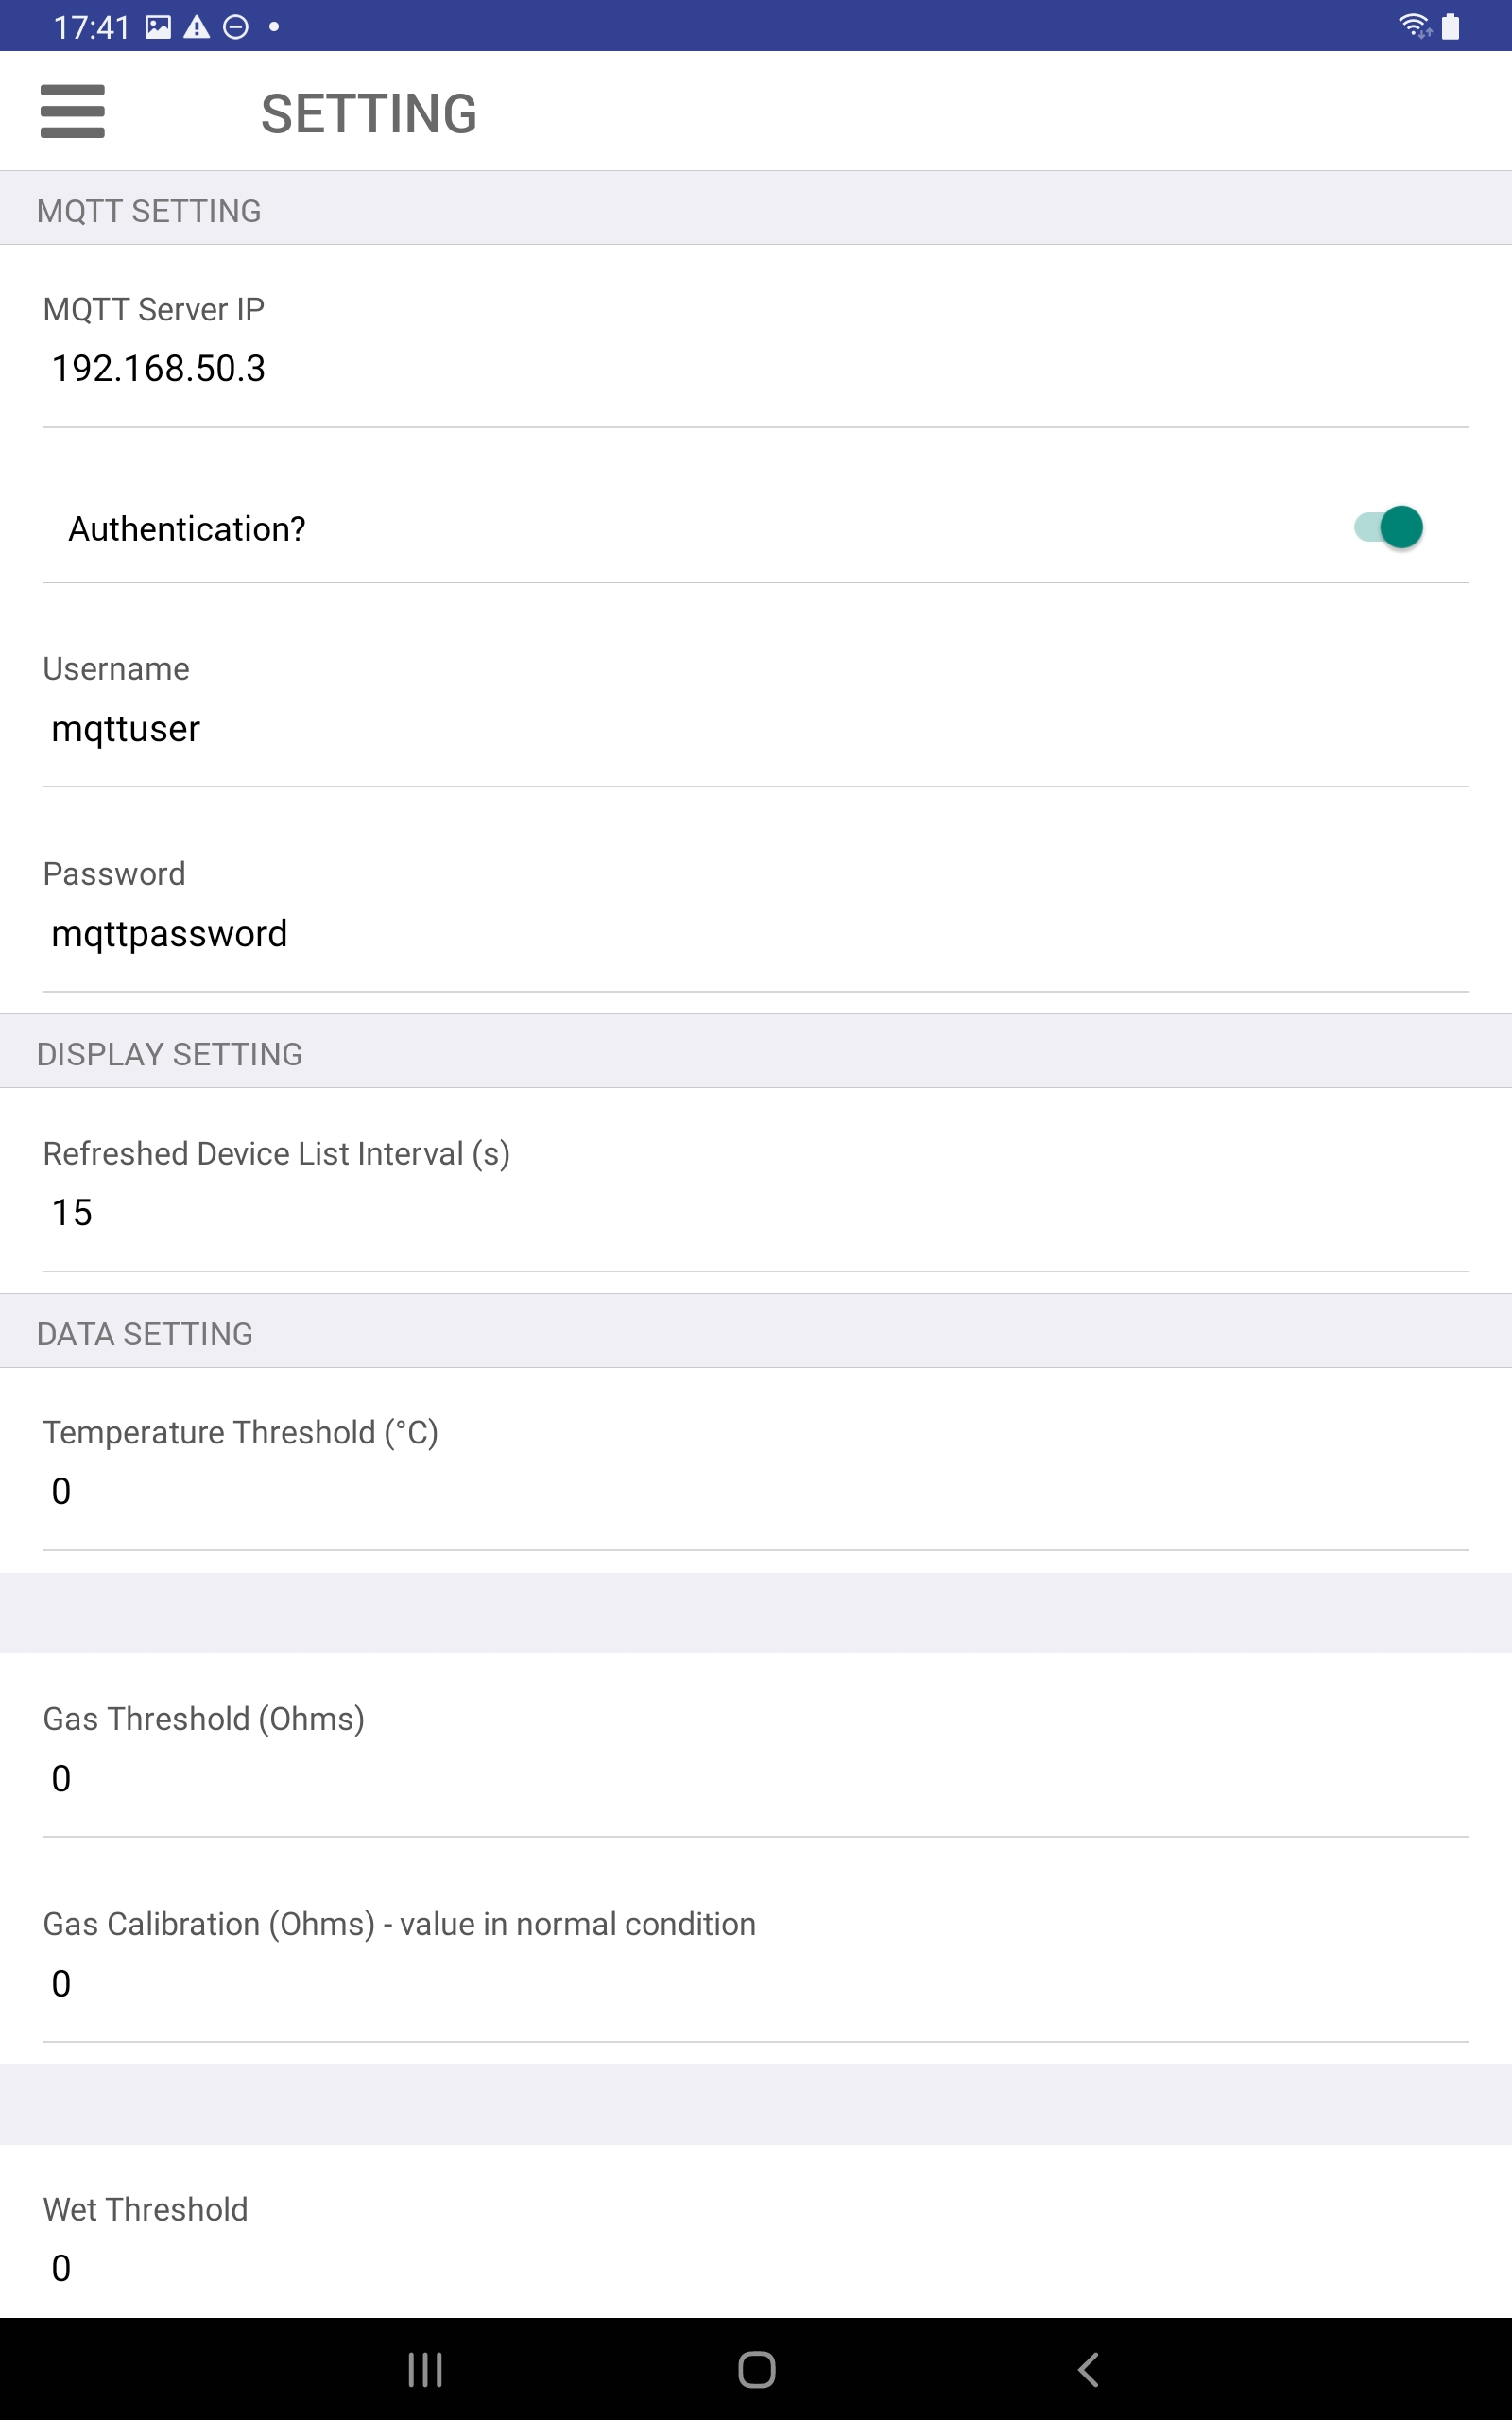 17:41
SETTING
MQTT SETTING
MQTT Server IP
192.168.50.3
Authentication?
Username
mqttuser
Password
mqttpassword
DISPLAY SETTING
Refreshed Device List Interval (s)
15
DATA SETTING
Temperature Threshold (°C)
0
Gas Threshold (Ohms)
0
Gas Calibration (Ohms) - value in normal condition
0
Wet Threshold
0